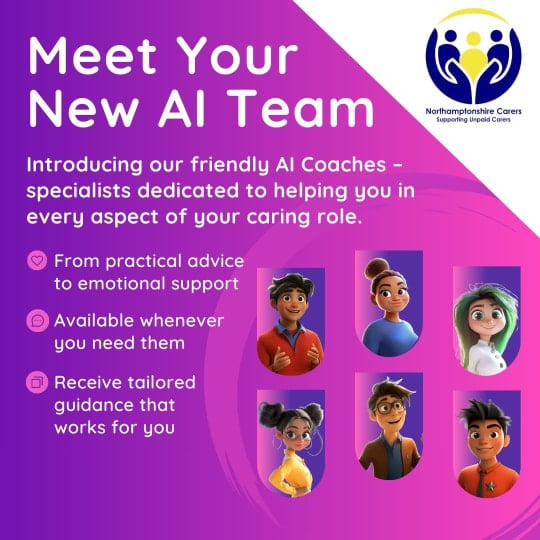 Meet Your
New AI Team
Northamptonshire Carers
Supporting Unpaid Carers
Introducing our friendly AI Coaches –
specialists dedicated to helping you in
every aspect of your caring role.
From practical advice
to emotional support
Available whenever
you need them
Receive tailored
guidance that
works for you